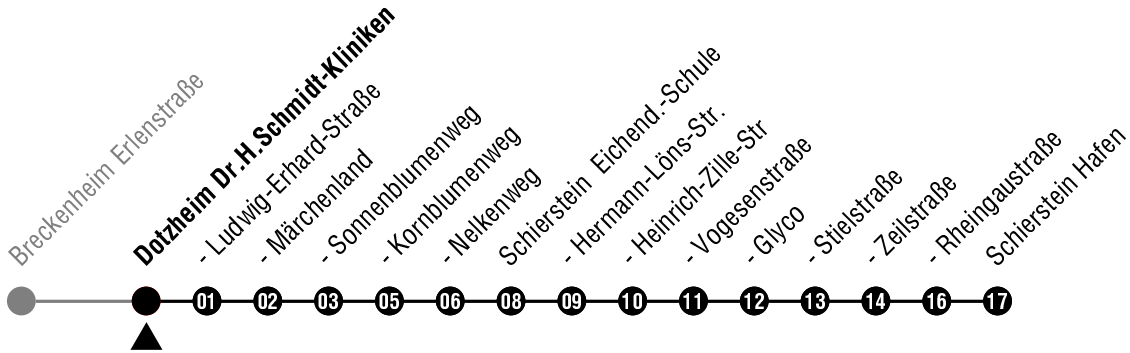 Breckenheim Erlenstraße
Dotzheim Dr.H.Schmidt-Kliniken
- Ludwig-Erhard-Straße
- Märchenland
- Sonnenblumenweg
- Kornblumenweg
- Nelkenweg
Schierstein Eichend.-Schule
- Hermann-Löns-Str.
- Heinrich-Zille-Str
- Vogesenstraße
- Glyco
- Stielstraße
- Zeilstraße
- Rheingaustraße
Schierstein Hafen
01 02 03 05 06 08 09 10 11 12 13 14 16 17